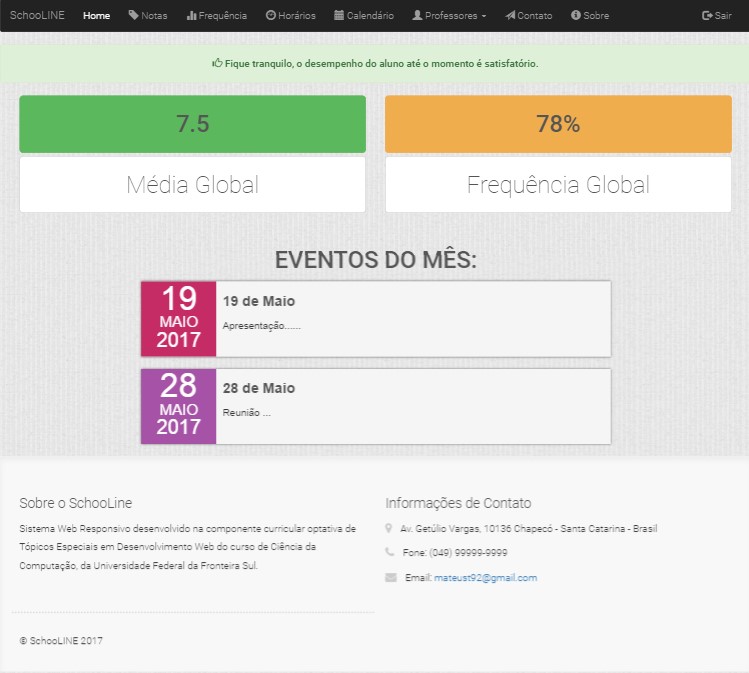 SchooLINE Home Notas Frequência Horários Calendário Professores Contato Sobre Sair
Fique tranquilo, o desempenho do aluno até o momento é satisfatório.
7.5
Média Global
78%
Frequência Global
EVENTOS DO MÊS:
19
MAIO
2017
19 de Maio
Apresentação......
28
MAIO
2017
28 de Maio
Reunião ...
Sobre o SchooLine
Sistema Web Responsivo desenvolvido na componente curricular optativa de
Tópicos Especiais em Desenvolvimento Web do curso de Ciência da
Computação, da Universidade Federal da Fronteira Sul.
Informações de Contato
Av. Getúlio Vargas, 10136 Chapecó - Santa Catarina - Brasil
Fone: (049) 99999-9999
Email: mateust92@gmail.com
© SchooLINE 2017